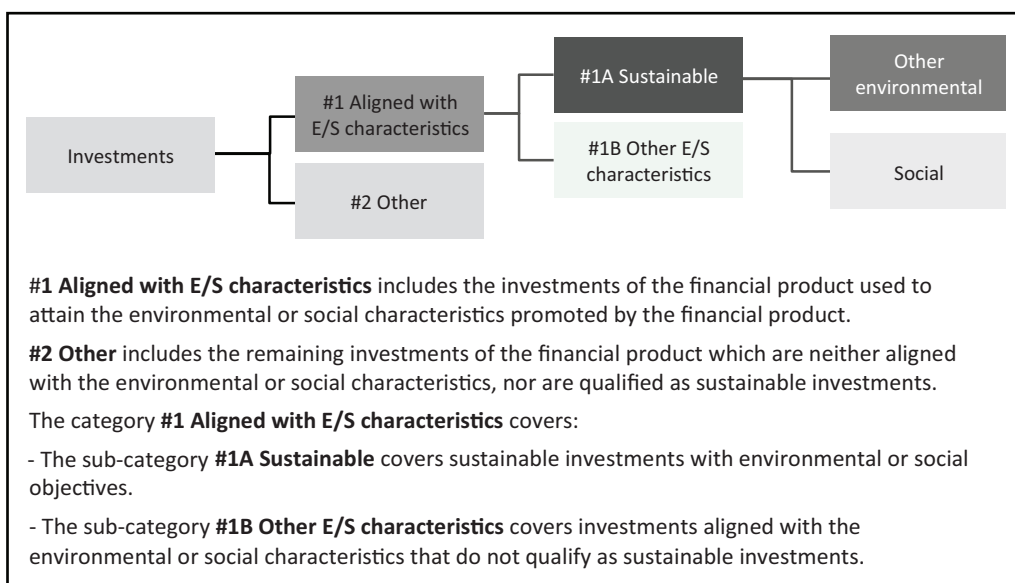 Investments
#1 Aligned with
E/S characteristics
#2 Other
#1A Sustainable
#1B Other E/S
characteristics
Other
environmental
Social
#1 Aligned with E/S characteristics includes the investments of the financial product used to
attain the environmental or social characteristics promoted by the financial product.
#2 Other includes the remaining investments of the financial product which are neither aligned
with the environmental or social characteristics, nor are qualified as sustainable investments.
The category #1 Aligned with E/S characteristics covers:
- The sub-category #1A Sustainable covers sustainable investments with environmental or social
objectives.
- The sub-category #1B Other E/S characteristics covers investments aligned with the
environmental or social characteristics that do not qualify as sustainable investments.